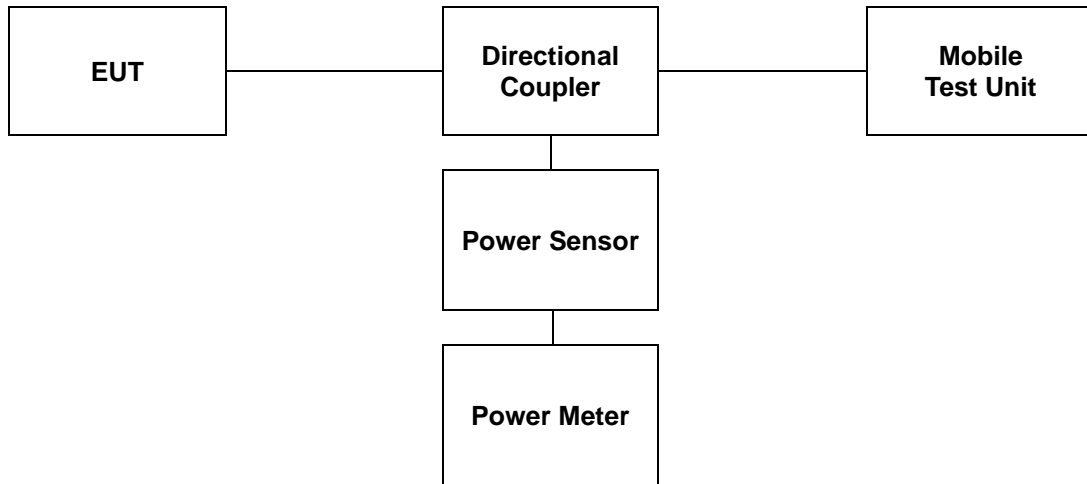 EUT
Directional
Coupler
Mobile
Test Unit
Power Sensor
Power Meter